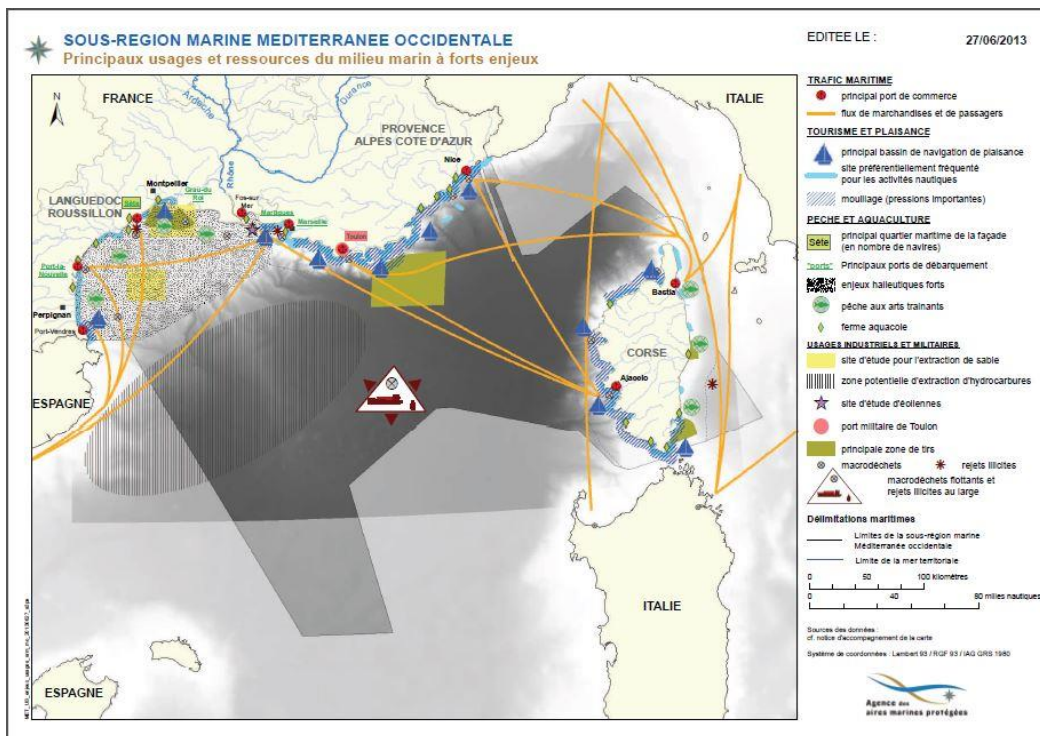 SOUS-REGION MARINE MEDITERRANEE OCCIDENTALE
Principaux usages et ressources du milieu marin à forts enjeux
EDITEE LE :
27/06/2013
N
FRANCE
ITALIE
Ardèche
Durance
Rhône
PROVENCE
ALPES COTE D'AZUR
Nice
Montpellier
Grau-du
Roi
LANGUEDOC
ROUSSILLON
Sète
Fos-sur
Mer
Martigues
Marseille
Toulon
Port-la
Nouvelle
Perpignan
Port-Vendres
Bastia
CORSE
Ajaccio
ESPAGNE
ITALIE
ESPAGNE
TRAFIC MARITIME
principal port de commerce
flux de marchandises et de passagers
TOURISME ET PLAISANCE
principal bassin de navigation de plaisance
site préférentiellement fréquenté
pour les activités nautiques
mouillage (pressions importantes)
PECHE ET AQUACULTURE
Sète
principal quartier maritime de la façade
(en nombre de navires)
"ports"
Principaux ports de débarquement
enjeux halieutiques forts
pêche aux arts trainants
ferme aquacole
USAGES INDUSTRIELS ET MILITAIRES
site d'étude pour l'extraction de sable
zone potentielle d'extraction d'hydrocarbures
site d'étude d'éoliennes
port militaire de Toulon
principale zone de tirs
macrodéchets
rejets illicites
macrodéchets flottants et
rejets illicites au large
Délimitations maritimes
Limites de la sous-région marine
Méditerranée occidentale
Limite de la mer territoriale
0 50 100 kilomètres
0 40 80 milles nautiques
Sources des données :
cf. notice d'accompagnement de la carte
Système de coordonnées : Lambert 93 / RGF 93 / IAG GRS 1980
Agence des
aires marines protégées